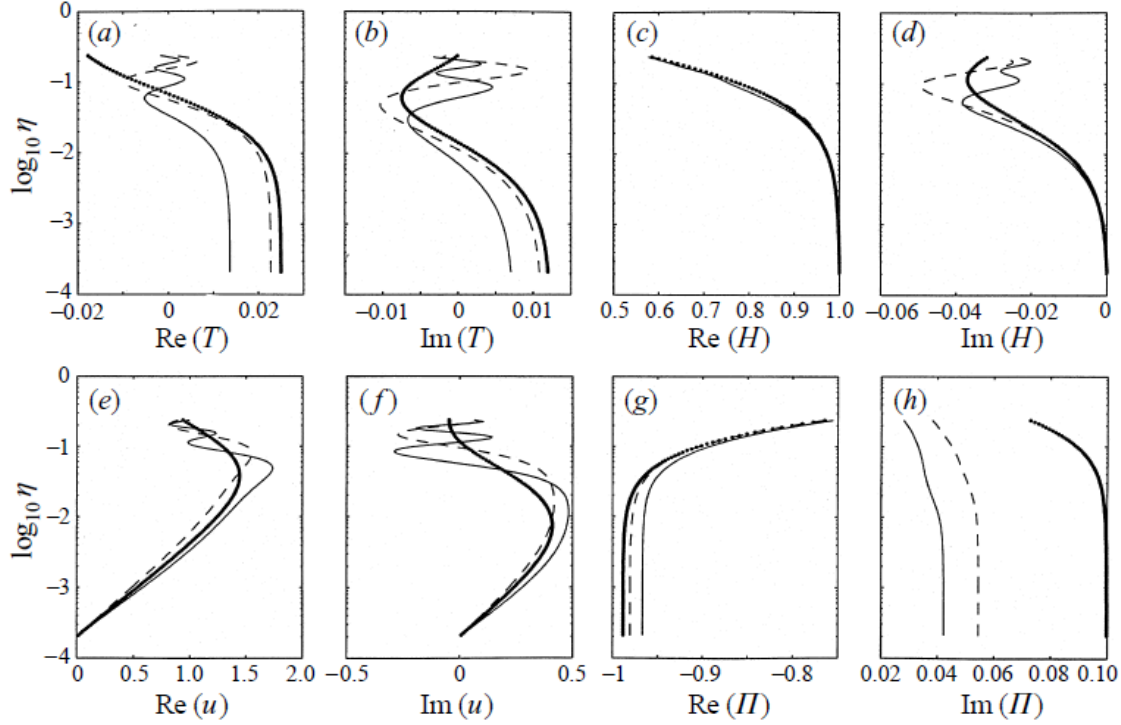 0
(a)
(b)
(c)
(d)
−1
log₁₀ η
−2
−3
−4
−0.02 0 0.02 −0.01 0 0.01 0.5 0.6 0.7 0.8 0.9 1.0 −0.06 −0.04 −0.02 0
Re (T) Im (T) Re (H) Im (H)
0
(e)
(f)
(g)
(h)
−1
log₁₀ η
−2
−3
−4
0 0.5 1.0 1.5 2.0 −0.5 0 0.5 −1 −0.9 −0.8 0.02 0.04 0.06 0.08 0.10
Re (u) Im (u) Re (Π) Im (Π)